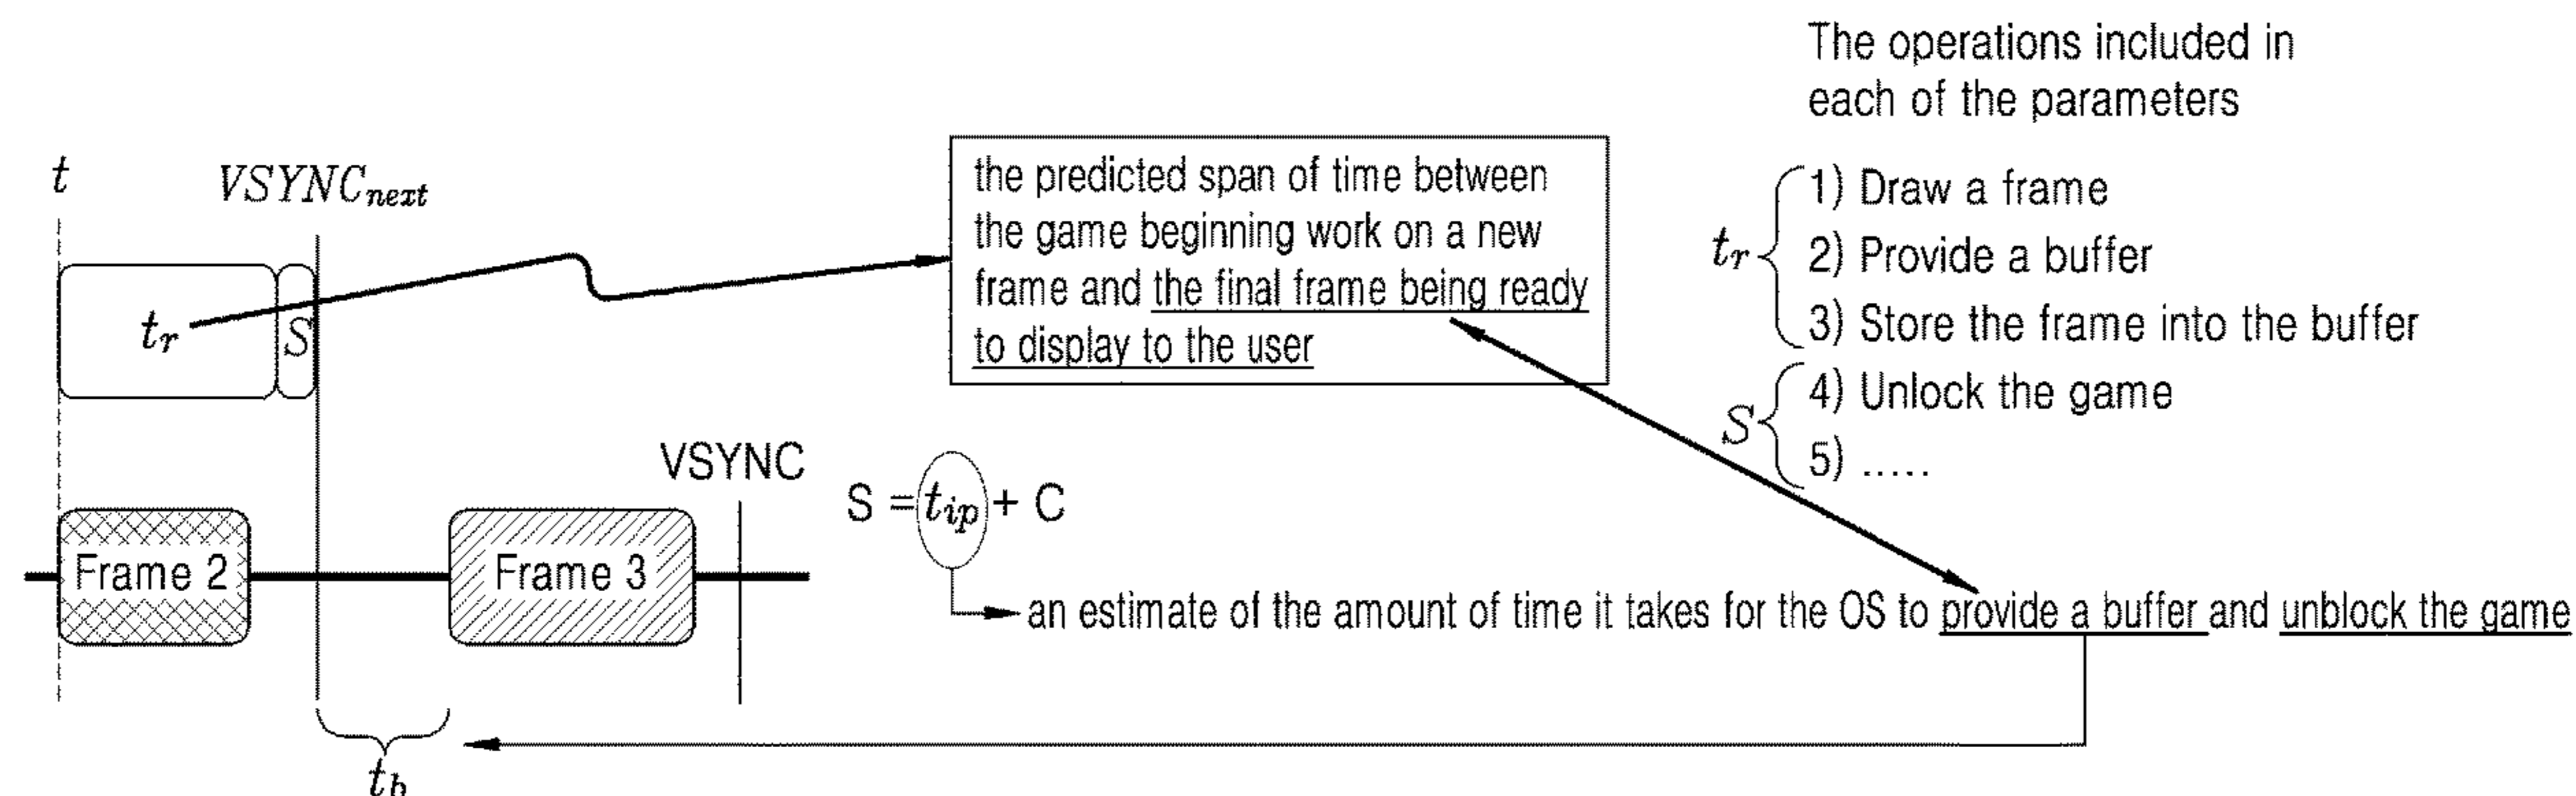 The operations included in
each of the parameters
t
VSYNCnext
tr
S
the predicted span of time between
the game beginning work on a new
frame and the final frame being ready
to display to the user
tr
1) Draw a frame
2) Provide a buffer
3) Store the frame into the buffer
S
4) Unlock the game
5) .....
VSYNC
S = tip + C
Frame 2
Frame 3
an estimate of the amount of time it takes for the OS to provide a buffer and unblock the game
tb